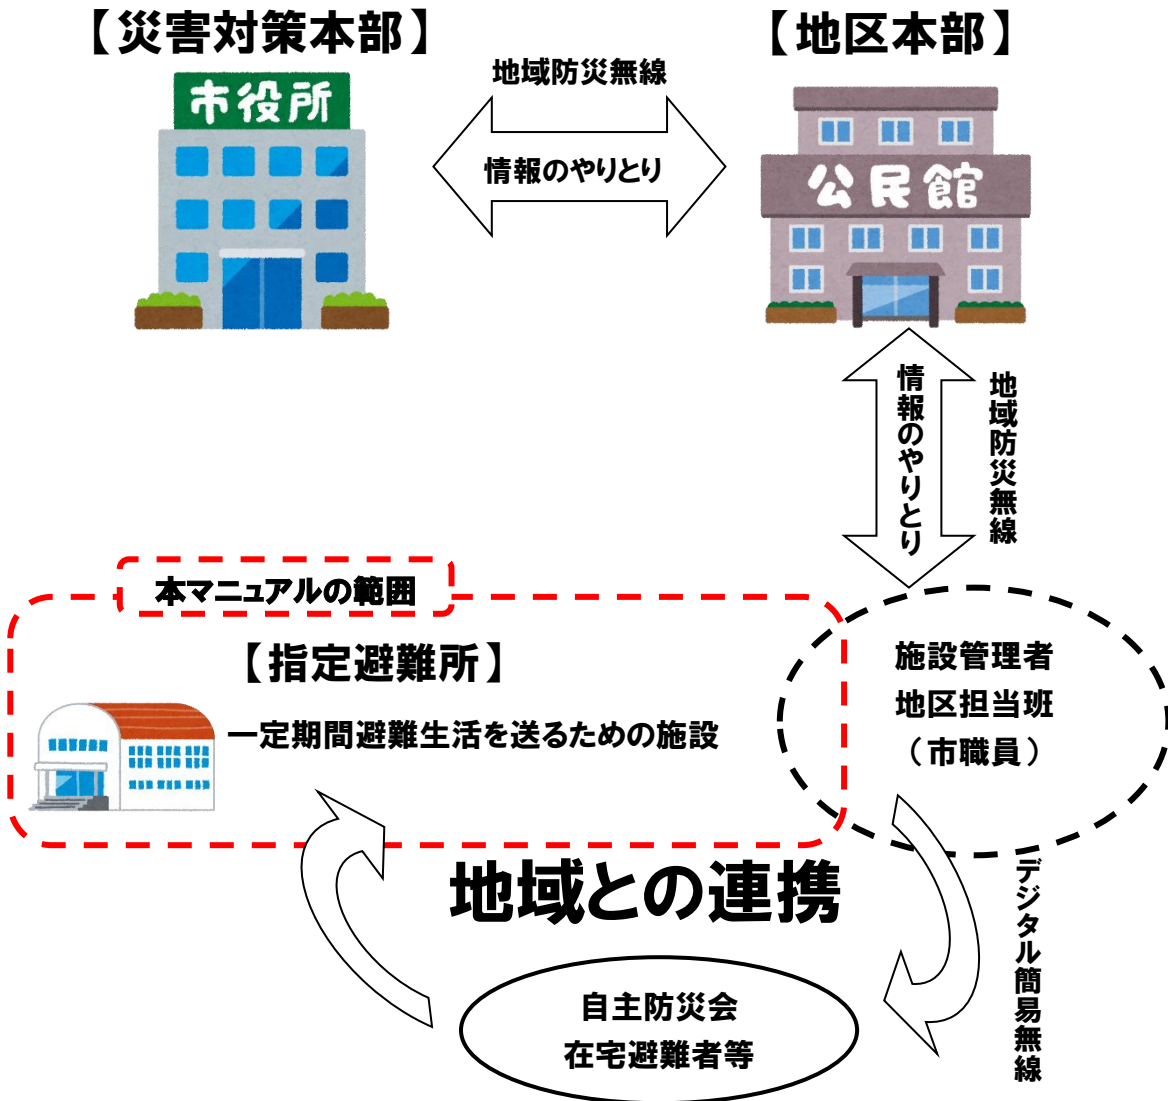 【災害対策本部】
【地区本部】
市役所
地域防災無線
情報のやりとり
公民館
情報のやりとり
地域防災無線
本マニュアルの範囲
【指定避難所】
一定期間避難生活を送るための施設
施設管理者
地区担当班
（市職員）
地域との連携
デジタル簡易無線
自主防災会
在宅避難者等